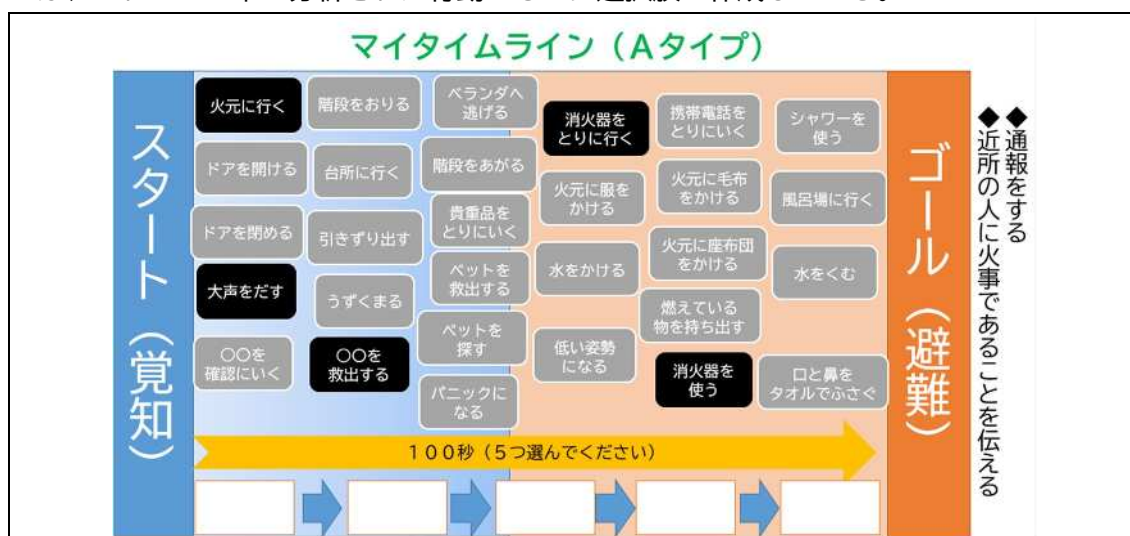 マイタイムライン（Aタイプ）
スタート（覚知）
火元に行く
階段をおりる
ベランダへ
逃げる
消火器を
とりに行く
携帯電話を
とりにいく
シャワーを
使う
ドアを開ける
台所に行く
階段をあがる
火元に服を
かける
火元に毛布
をかける
風呂場に行く
ドアを閉める
引きずり出す
貴重品を
とりにいく
水をかける
火元に座布団
をかける
水をくむ
大声をだす
うずくまる
ペットを
救出する
燃えている
物を持ち出す
〇〇を
確認にいく
〇〇を
救出する
ペットを
探す
低い姿勢
になる
消火器を
使う
口と鼻を
タオルでふさぐ
パニックに
なる
１００秒（５つ選んでください）
ゴール（避難）
◆通報をする
◆近所の人に火事であることを伝える